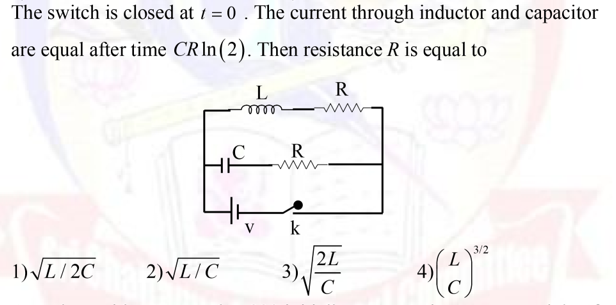 The switch is closed at t = 0 . The current through inductor and capacitor
are equal after time CR ln(2). Then resistance R is equal to
L R
C R
v k
1) √L / 2C 2) √L / C 3) √(2L/C) 4) (L/C)^3/2